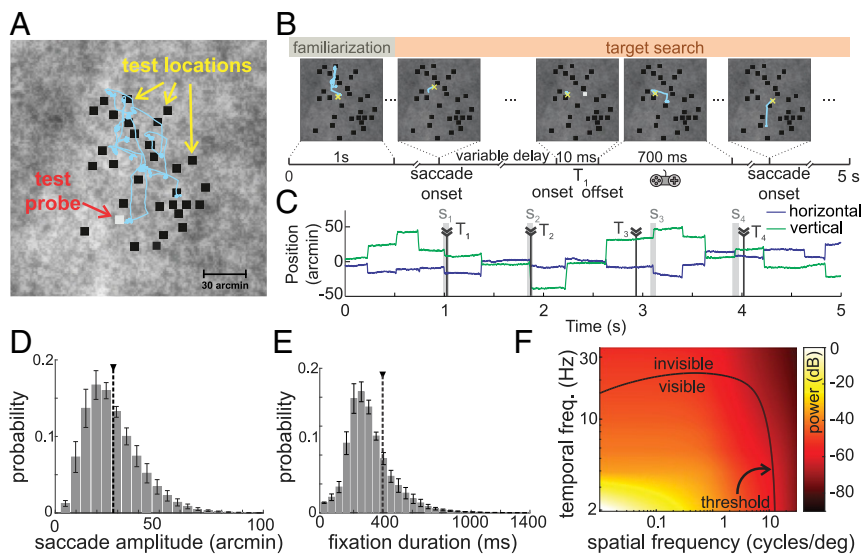 A
test locations
test
probe
30 arcmin
B
familiarization
target search
... ... ... ...
1s
variable delay
10 ms
700 ms
0
saccade
onset
T1
onset offset
saccade
onset
5 s
C
S1
T1
S2
T2
T3
S3
S4
T4
horizontal
vertical
Position
(arcmin)
50
0
-50
0
1
2
3
4
5
Time (s)
D
probability
0.2
0.1
0
0
50
100
saccade amplitude (arcmin)
E
probability
0.2
0.1
0
0
400
1000
1400
fixation duration (ms)
F
temporal freq. (Hz)
30
10
2
invisible
visible
threshold
0.1
1
10
spatial frequency (cycles/deg)
0
-20
-40
-60
-80
power (dB)